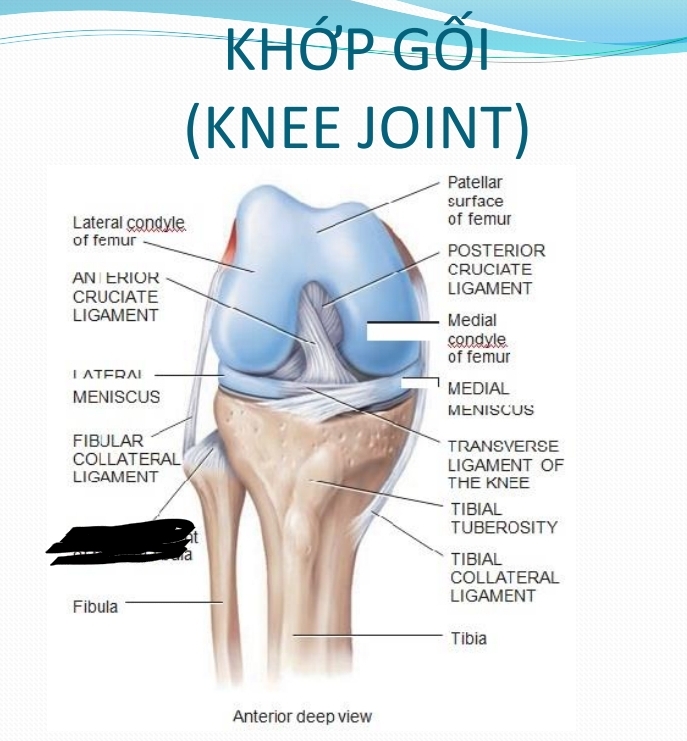 KHỚP GỐI
(KNEE JOINT)
Lateral condyle
of femur
ANTERIOR
CRUCIATE
LIGAMENT
LATERAL
MENISCUS
FIBULAR
COLLATERAL
LIGAMENT
Fibula
Patellar
surface
of femur
POSTERIOR
CRUCIATE
LIGAMENT
Medial
condyle
of femur
MEDIAL
MENISCUS
TRANSVERSE
LIGAMENT OF
THE KNEE
TIBIAL
TUBEROSITY
TIBIAL
COLLATERAL
LIGAMENT
Tibia
Anterior deep view